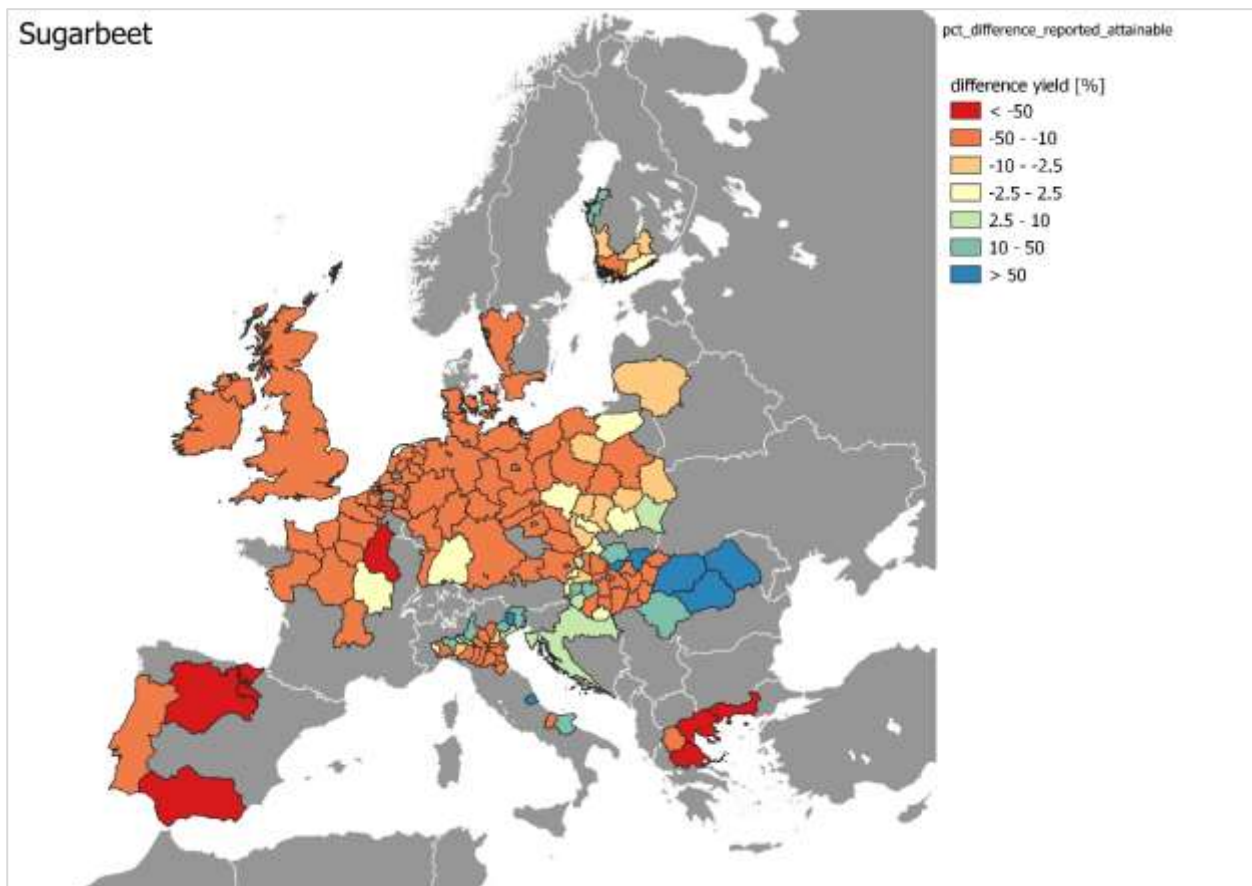 Sugarbeet
pct_difference_reported_attainable
difference yield [%]
< -50
-50 - -10
-10 - -2.5
-2.5 - 2.5
2.5 - 10
10 - 50
> 50